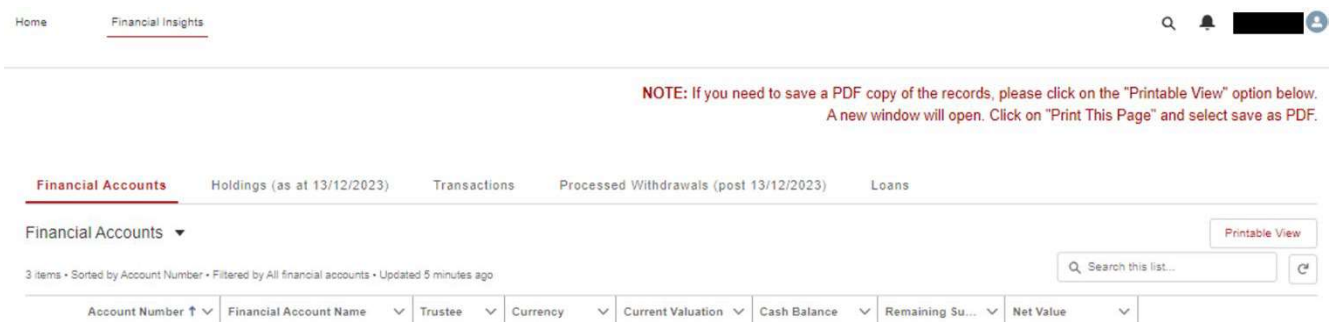 Home Financial Insights
NOTE: If you need to save a PDF copy of the records, please click on the "Printable View" option below.
A new window will open. Click on "Print This Page" and select save as PDF.
Financial Accounts Holdings (as at 13/12/2023) Transactions Processed Withdrawals (post 13/12/2023) Loans
Financial Accounts
Printable View
3 items • Sorted by Account Number • Filtered by All financial accounts • Updated 5 minutes ago
Search this list...
Account Number ↑ Financial Account Name Trustee Currency Current Valuation Cash Balance Remaining Su... Net Value